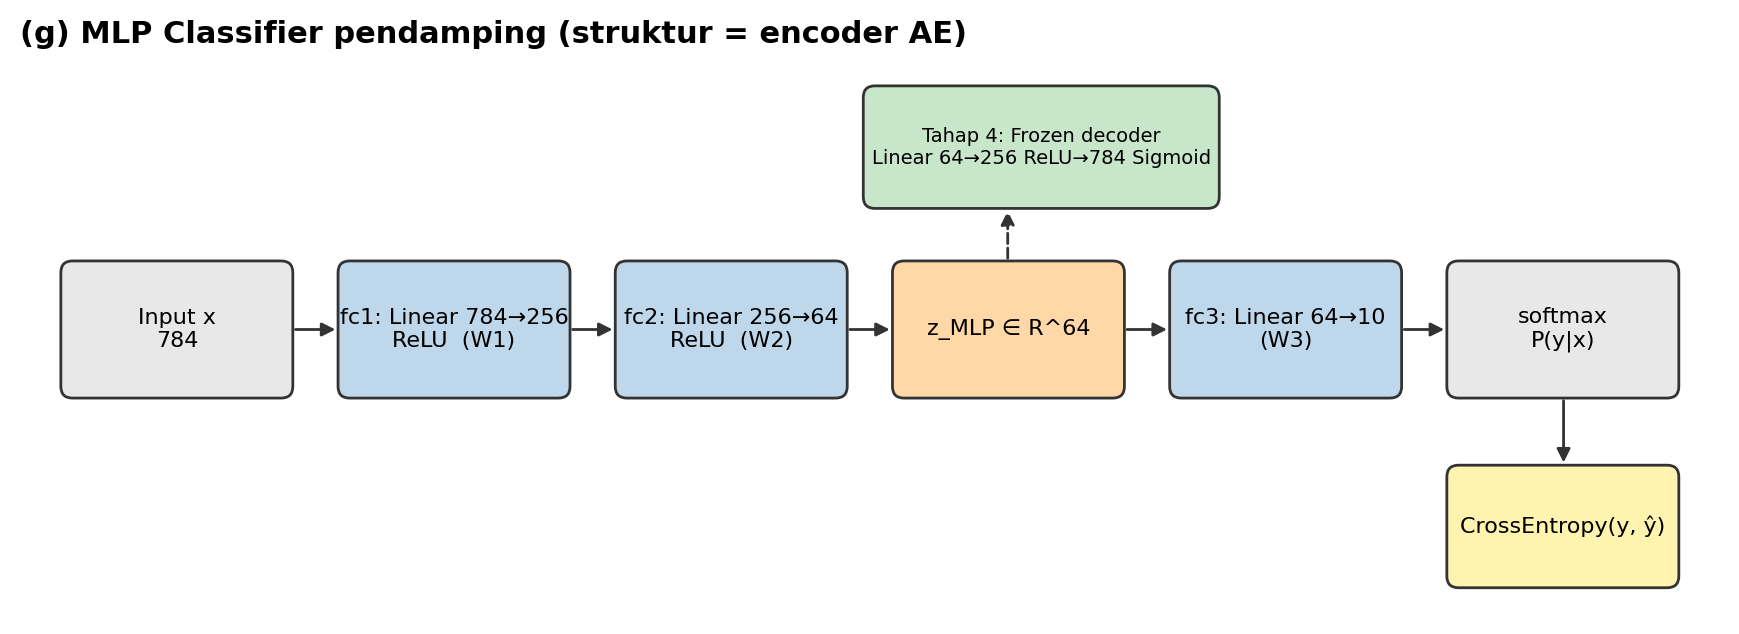 (g) MLP Classifier pendamping (struktur = encoder AE)
Tahap 4: Frozen decoder
Linear 64→256 ReLU→784 Sigmoid
Input x
784
fc1: Linear 784→256
ReLU  (W1)
fc2: Linear 256→64
ReLU  (W2)
z_MLP ∈ R^64
fc3: Linear 64→10
(W3)
softmax
P(y|x)
CrossEntropy(y, ŷ)